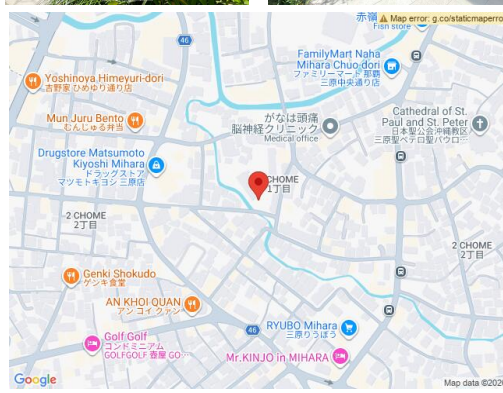 赤嶺
Fish store
Map error: g.co/staticmaperro
46
FamilyMart Naha
Mihara Chuo-dori
ファミリーマート 那覇
三原中央通り店
Yoshinoya Himeyuri-dori
吉野家 ひめゆり通り店
Mun Juru Bento
むんじゅる弁当
がなは頭痛
脳神経クリニック
Medical office
Cathedral of St.
Paul and St. Peter
日本聖公会沖縄教区
三原聖ペテロ聖パウロ...
Drugstore Matsumoto
Kiyoshi Mihara
ドラッグストア
マツモトキヨシ 三原店
CHOME
1丁目
2 CHOME
2丁目
2 CHOME
2丁目
Genki Shokudo
ゲンキ食堂
AN KHOI QUAN
アン コイ クァン
46
RYUBO Mihara
三原りうぼう
Golf Golf
コンドミニアム
GOLFGOLF 壺屋 GO...
Mr.KINJO in MIHARA
Google
Map data ©202